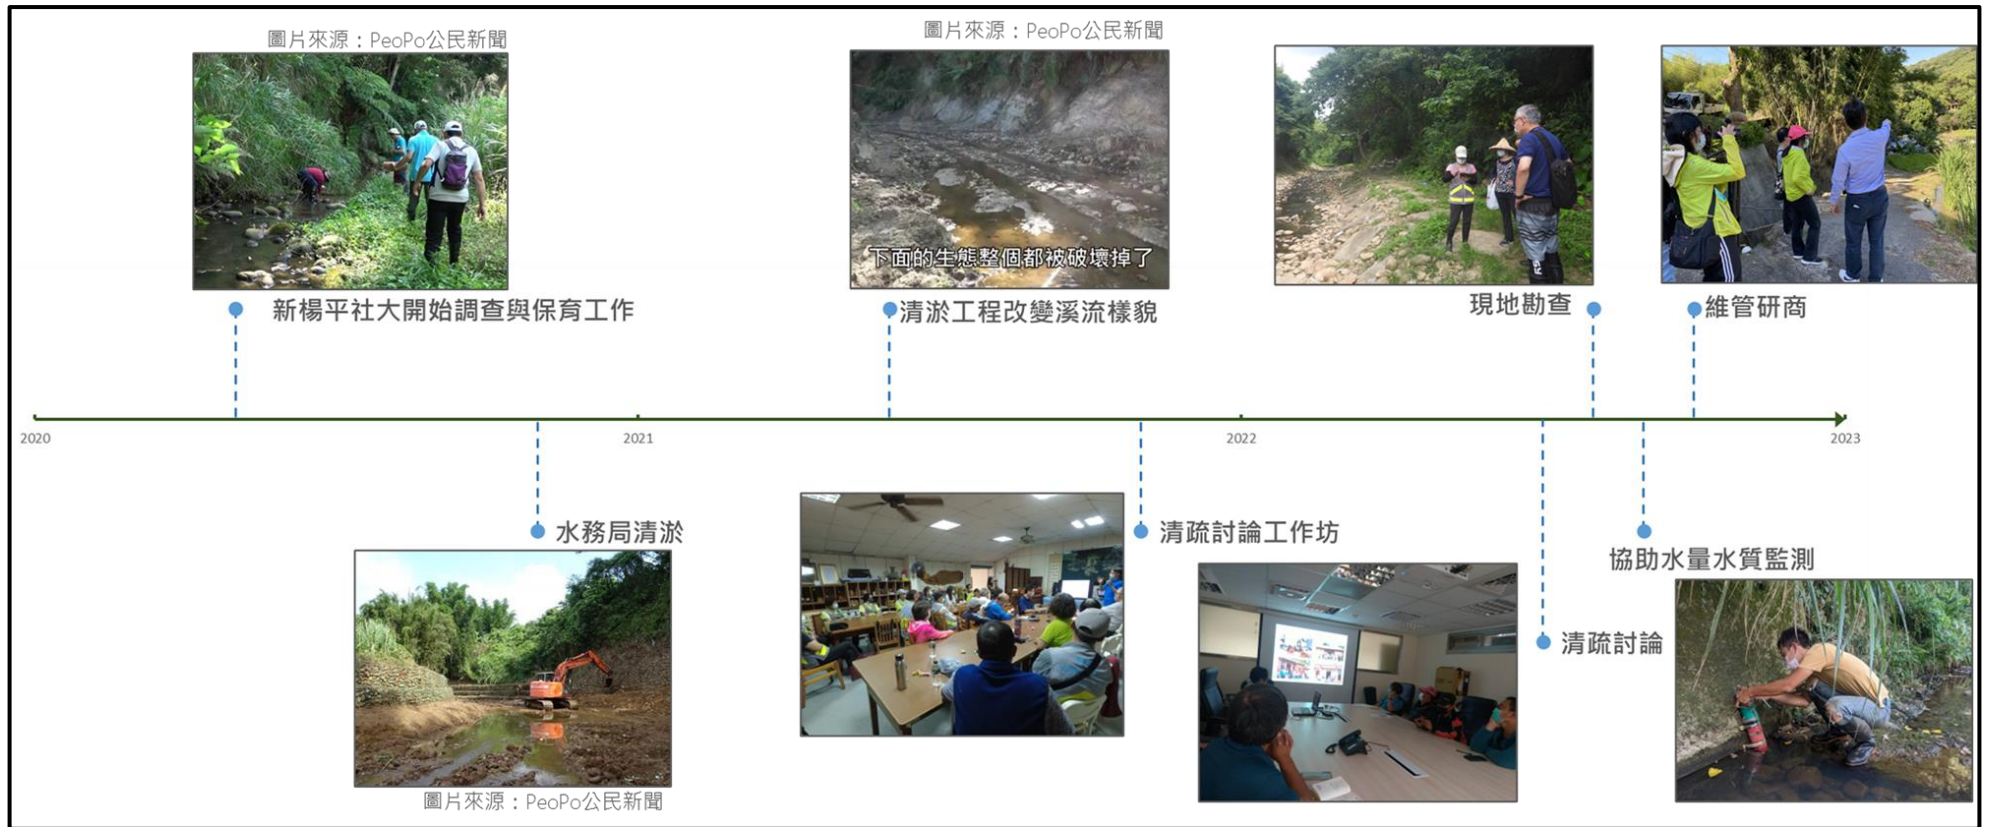 圖片來源：PeoPo公民新聞
圖片來源：PeoPo公民新聞
下面的生態整個都被破壞掉了
新楊平社大開始調查與保育工作
清淤工程改變溪流樣貌
現地勘查
維管研商
2020
2021
2022
2023
水務局清淤
清疏討論工作坊
協助水量水質監測
清疏討論
圖片來源：PeoPo公民新聞